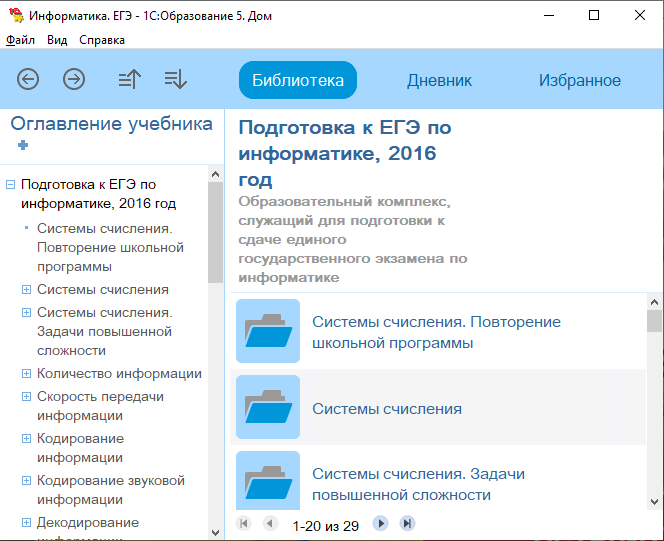 Информатика. ЕГЭ - 1С:Образование 5. Дом
Файл Вид Справка
Библиотека Дневник Избранное
Оглавление учебника
Подготовка к ЕГЭ по
информатике, 2016 год
Системы счисления.
Повторение школьной
программы
Системы счисления
Системы счисления.
Задачи повышенной
сложности
Количество информации
Скорость передачи
информации
Кодирование
информации
Кодирование звуковой
информации
Декодирование
информации
Подготовка к ЕГЭ по
информатике, 2016
год
Образовательный комплекс,
служащий для подготовки к
сдаче единого
государственного экзамена по
информатике
Системы счисления. Повторение
школьной программы
Системы счисления
Системы счисления. Задачи
повышенной сложности
1-20 из 29